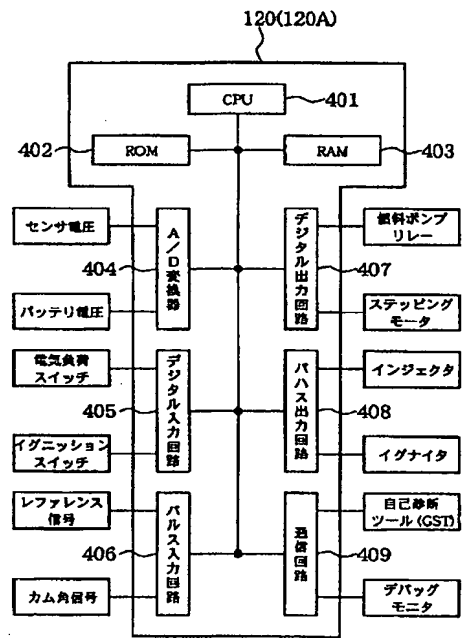 120(120A)
CPU
401
402
ROM
RAM
403
センサ電圧
A/D変換器
404
バッテリ電圧
デジタル出力回路
407
燃料ポンプ
リレー
ステッピング
モータ
電気負荷
スイッチ
デジタル入力回路
405
イグニッション
スイッチ
パルス出力回路
408
インジェクタ
イグナイタ
レファレンス
信号
パルス入力回路
406
カム角信号
通信回路
409
自己診断
ツール(GST)
デバッグ
モニタ